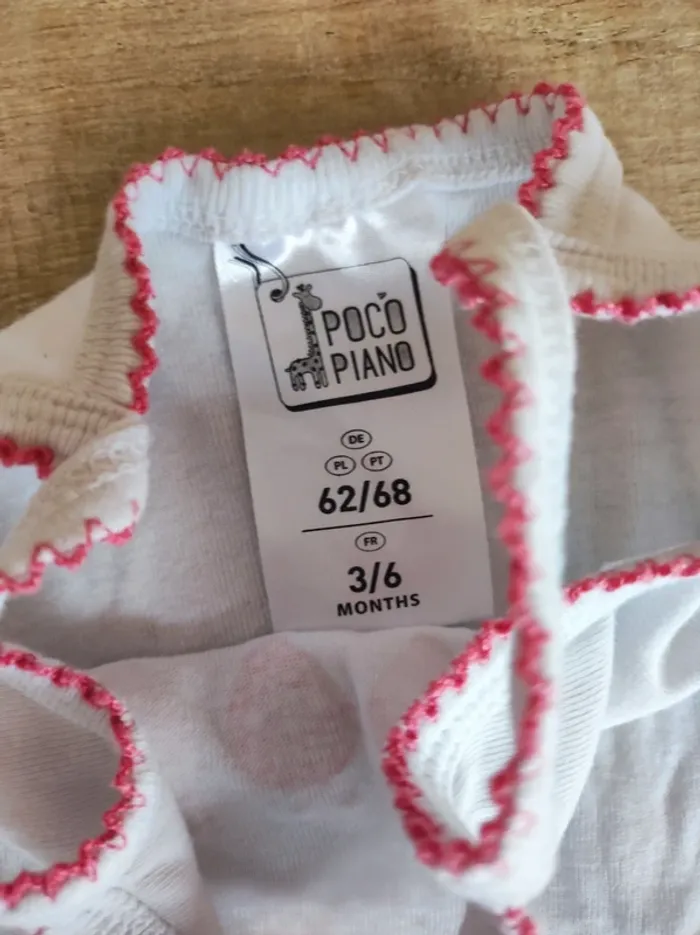 POCO
PIANO
DE
PL PT
62/68
FR
3/6
MONTHS